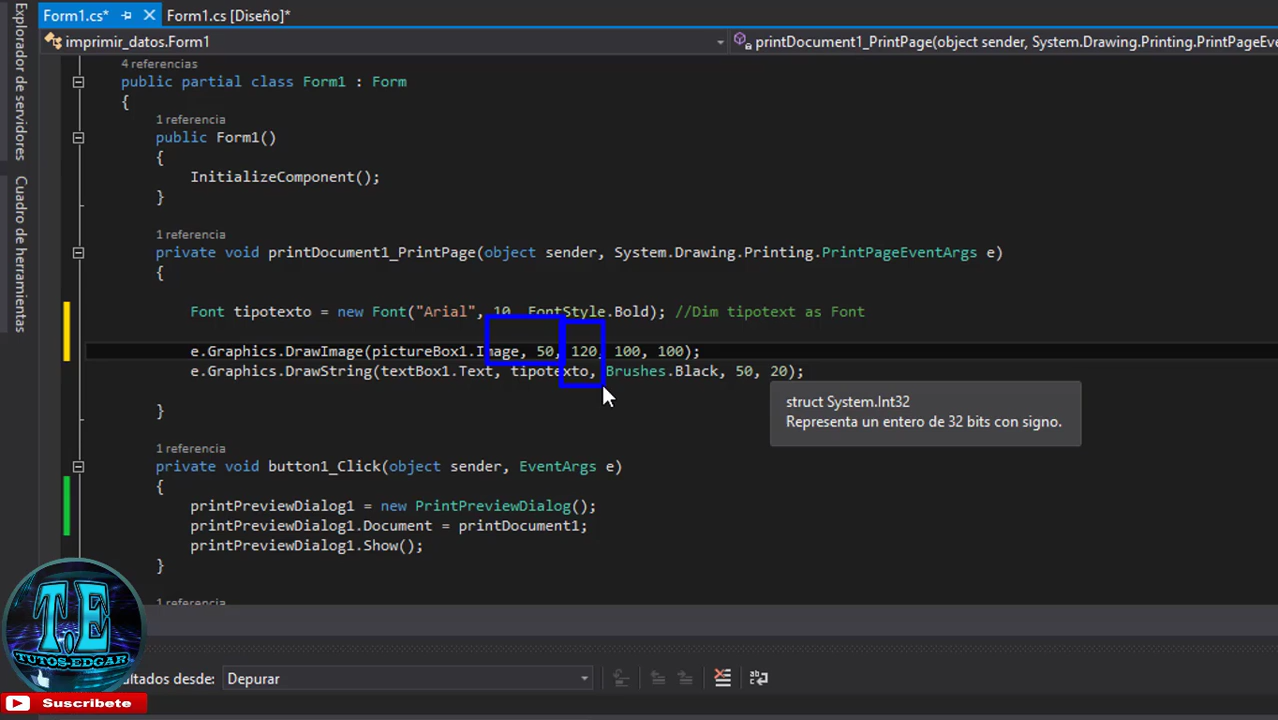 Form1.cs*
Form1.cs [Diseño]*
imprimir_datos.Form1
printDocument1_PrintPage(object sender, System.Drawing.Printing.PrintPageEv
Explorador de servidores
Cuadro de herramientas
4 referencias
public partial class Form1 : Form
{
1 referencia
public Form1()
{
InitializeComponent();
}
1 referencia
private void printDocument1_PrintPage(object sender, System.Drawing.Printing.PrintPageEventArgs e)
{
Font tipotexto = new Font("Arial", 10, FontStyle.Bold); //Dim tipotext as Font
e.Graphics.DrawImage(pictureBox1.Image, 50, 120, 100, 100);
e.Graphics.DrawString(textBox1.Text, tipotexto, Brushes.Black, 50, 20);
struct System.Int32
Representa un entero de 32 bits con signo.
}
1 referencia
private void button1_Click(object sender, EventArgs e)
{
printPreviewDialog1 = new PrintPreviewDialog();
printPreviewDialog1.Document = printDocument1;
printPreviewDialog1.Show();
}
1 referencia
T.E
TUTOS-EDGAR
ltados desde:
Depurar
Suscribete